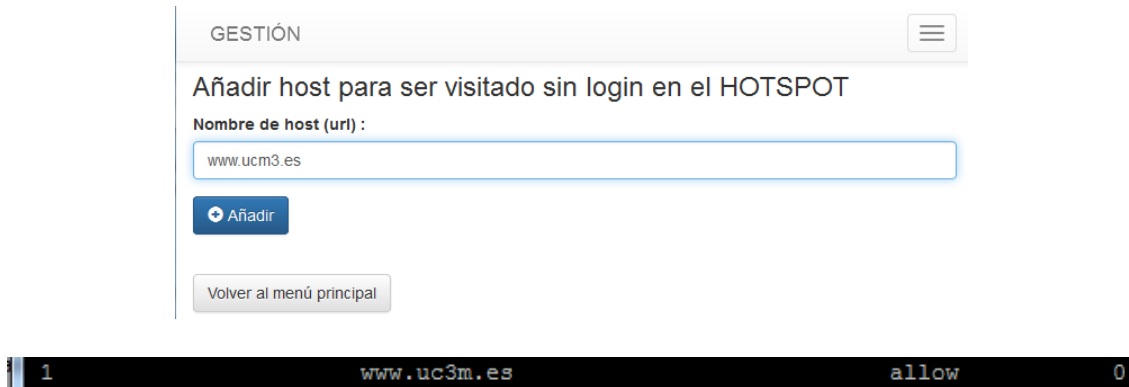 GESTIÓN
Añadir host para ser visitado sin login en el HOTSPOT
Nombre de host (url) :
www.ucm3.es
Añadir
Volver al menú principal
1 www.uc3m.es allow 0